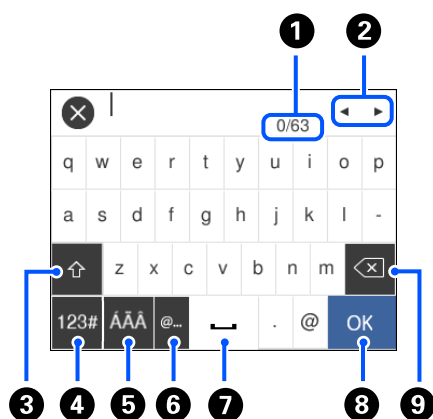 1 2
0/63 ◄ ►
q w e r t y u i o p
a s d f g h j k l -
z x c v b n m
123# ÁÃÂ @... . @ OK
3 4 5 6 7 8 9